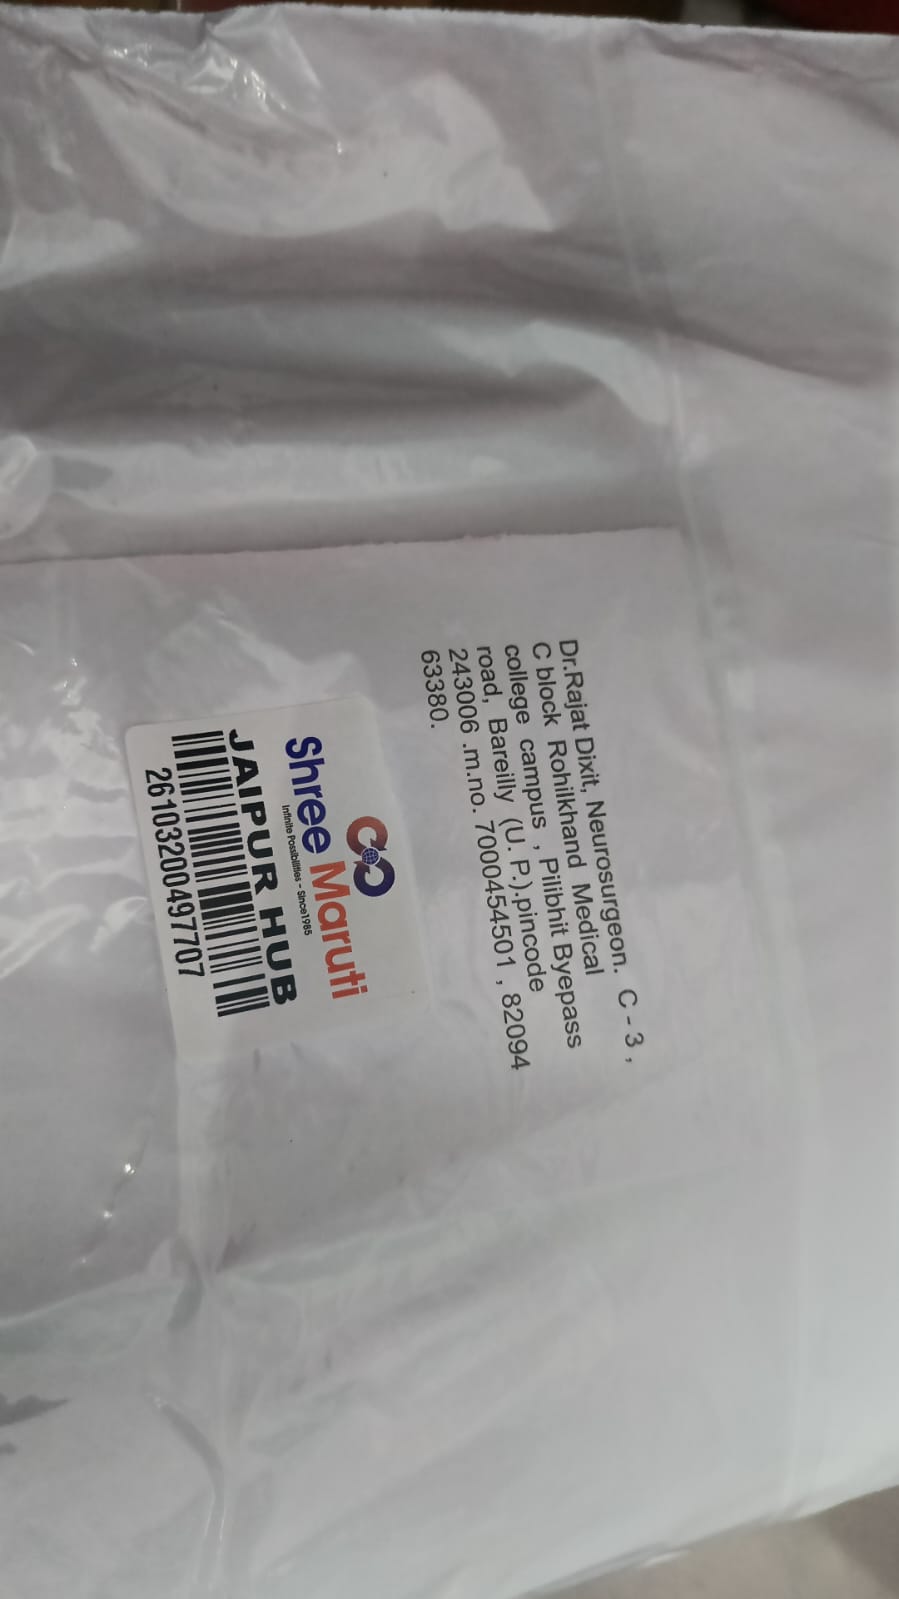 Dr.Rajat Dixit, Neurosurgeon. C - 3 ,
C block Rohilkhand Medical
college campus , Pilibhit Byepass
road, Bareilly (U. P.).pincode
243006 .m.no. 7000454501 , 82094
63380.
Shree Maruti
Infinite Possibilities - Since1985
JAIPUR HUB
26103200497707